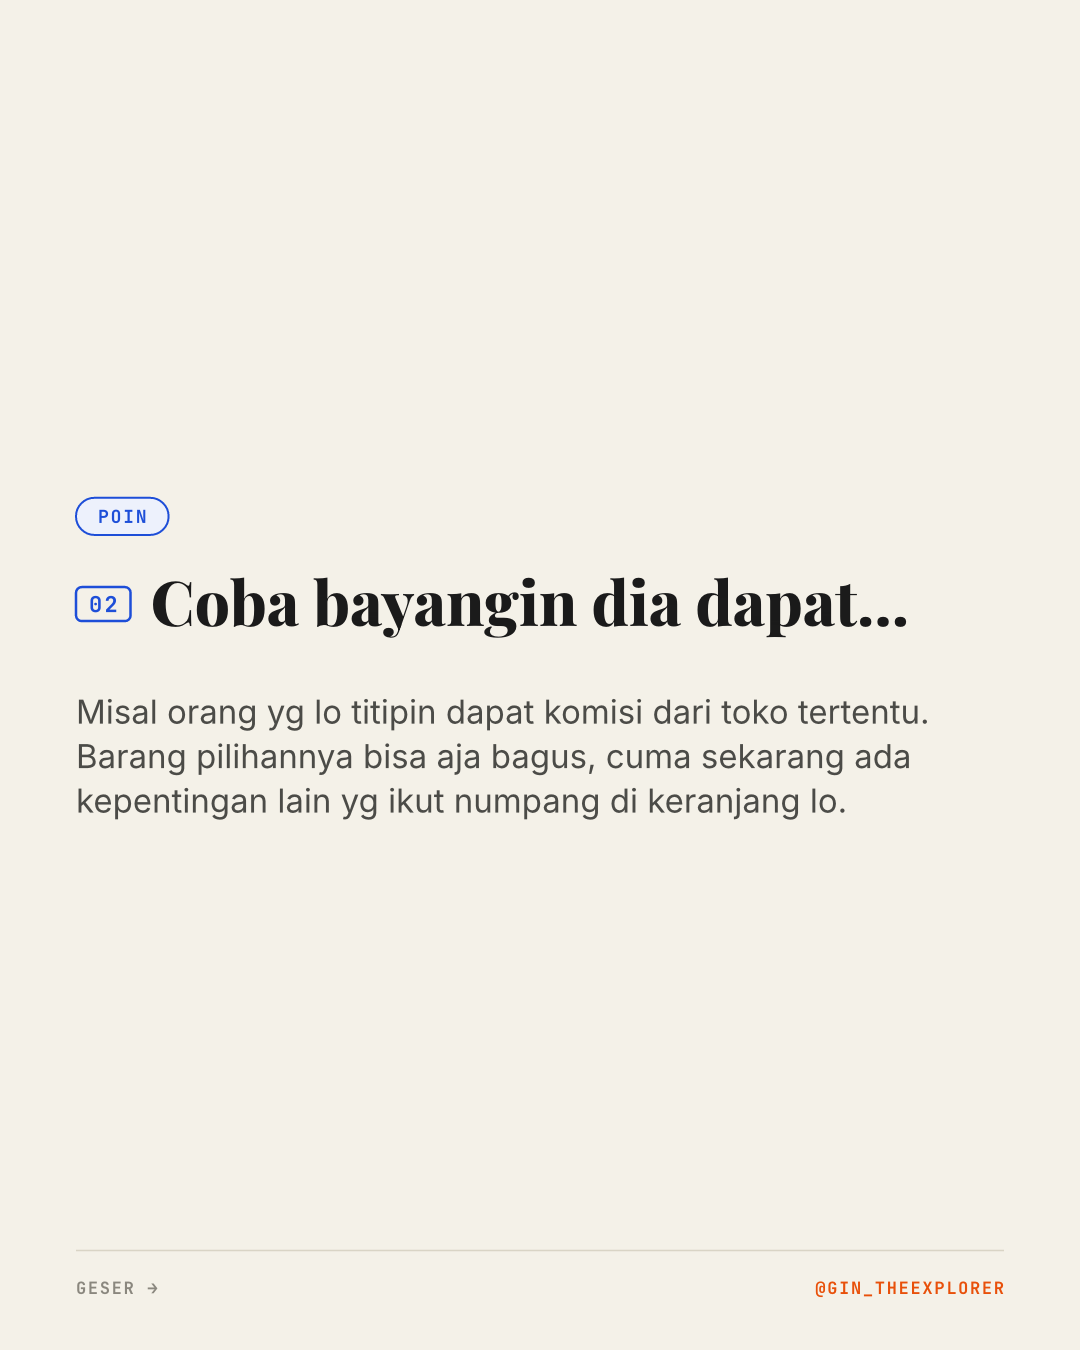 POIN
02 Coba bayangin dia dapat...
Misal orang yg lo titipin dapat komisi dari toko tertentu.
Barang pilihannya bisa aja bagus, cuma sekarang ada
kepentingan lain yg ikut numpang di keranjang lo.
GESER →
@GIN_THEEXPLORER